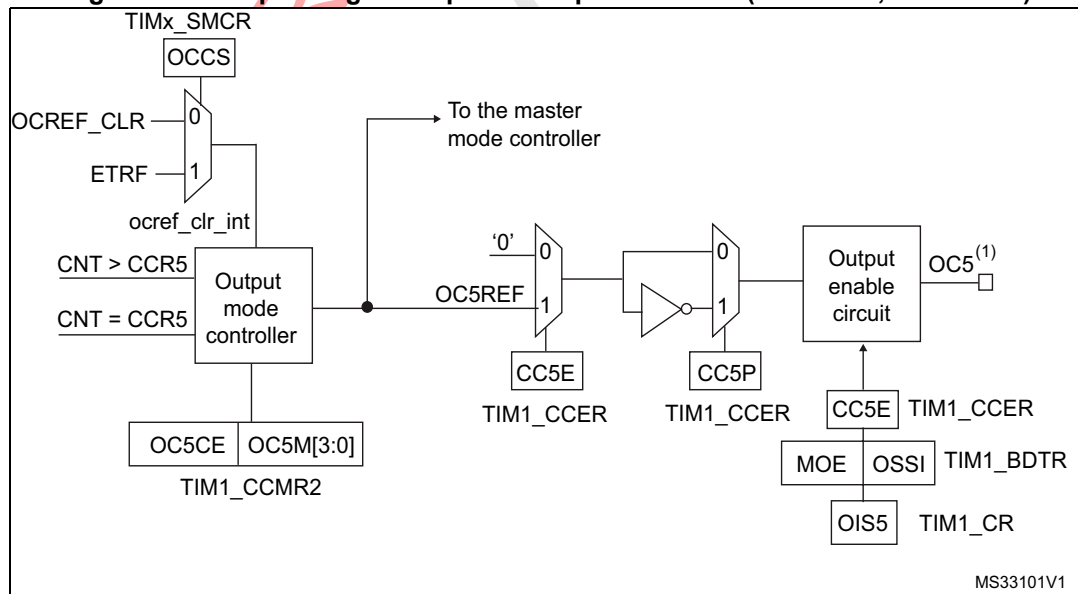 TIMx_SMCR
OCCS
OCREF_CLR
0
ETRF
1
ocref_clr_int
To the master
mode controller
CNT > CCR5
CNT = CCR5
Output
mode
controller
OC5REF
‘0’
0
1
0
1
Output
enable
circuit
OC5(1)
CC5E
TIM1_CCER
CC5P
TIM1_CCER
CC5E
TIM1_CCER
OC5CE
OC5M[3:0]
TIM1_CCMR2
MOE
OSSI
TIM1_BDTR
OIS5
TIM1_CR
MS33101V1